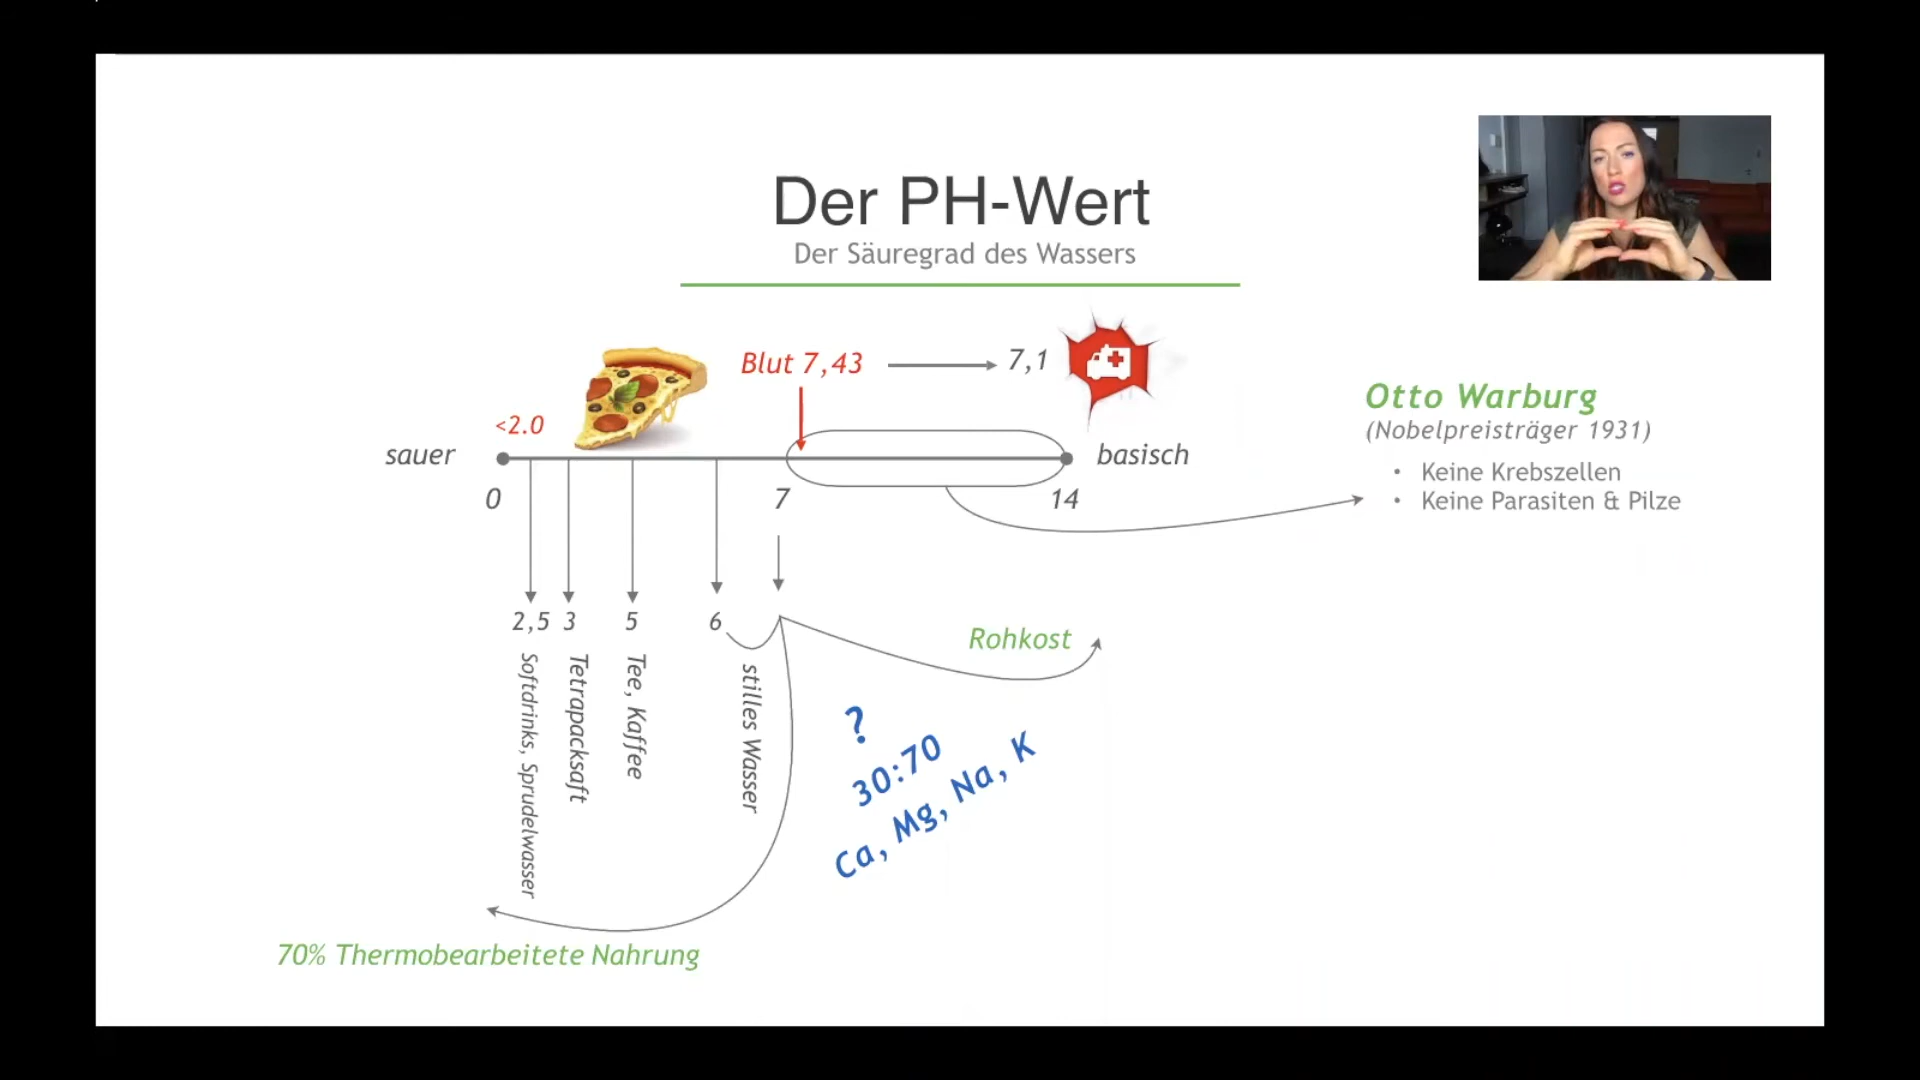 Der PH-Wert
Der Säuregrad des Wassers
Blut 7,43
7,1
<2.0
sauer
basisch
0
7
14
Otto Warburg
(Nobelpreisträger 1931)
• Keine Krebszellen
• Keine Parasiten & Pilze
2,5
3
5
6
Softdrinks, Sprudelwasser
Tetrapacksaft
Tee, Kaffee
stilles Wasser
Rohkost
?
30:70
Ca, Mg, Na, K
70% Thermobearbeitete Nahrung